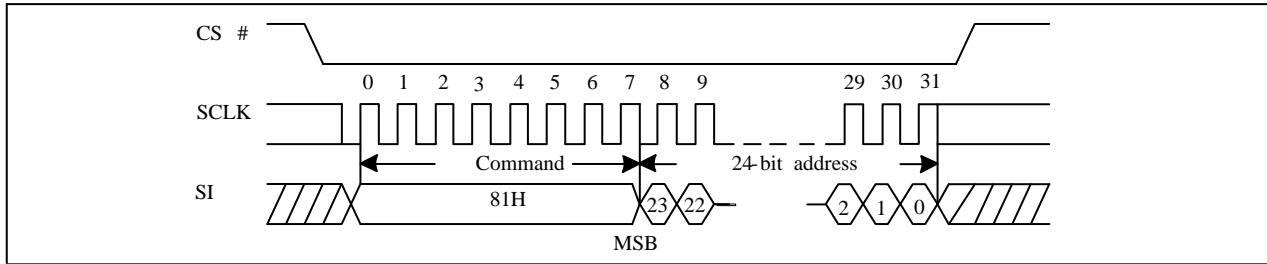 CS #
0 1 2 3 4 5 6 7 8 9 29 30 31
SCLK
Command 24-bit address
SI 81H 23 22 2 1 0
MSB